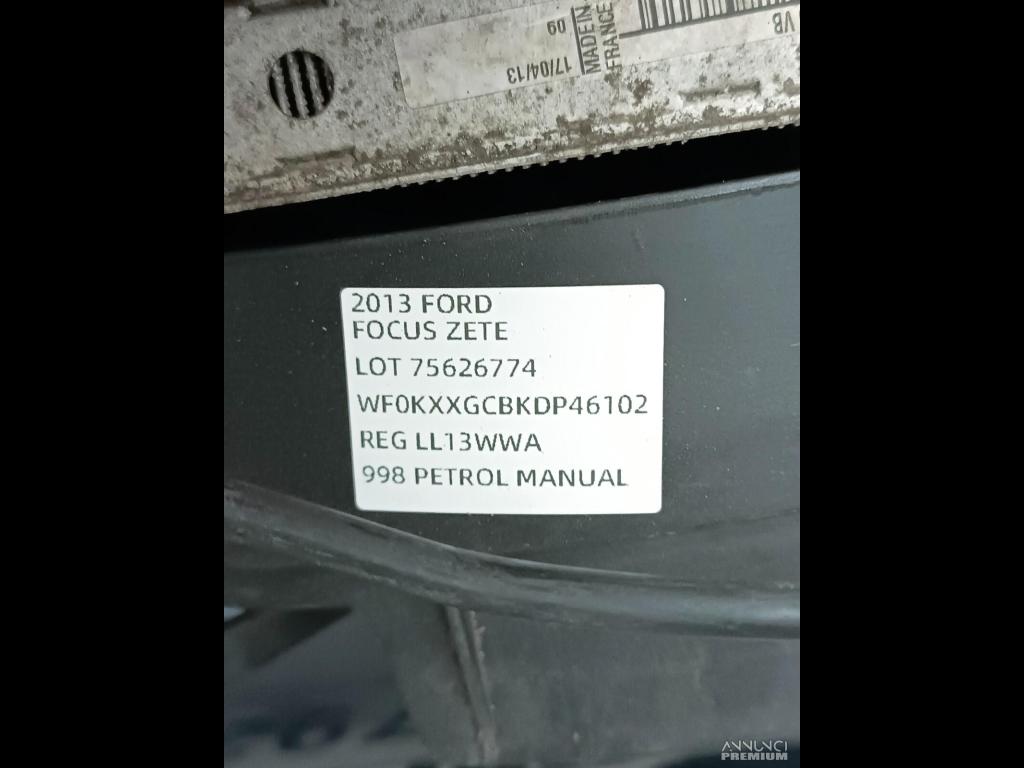 VB
MADE IN
FRANCE
09
17/04/13
2013 FORD
FOCUS ZETE
LOT 75626774
WF0KXXGCBKDP46102
REG LL13WWA
998 PETROL MANUAL
ANNUNCI
PREMIUM